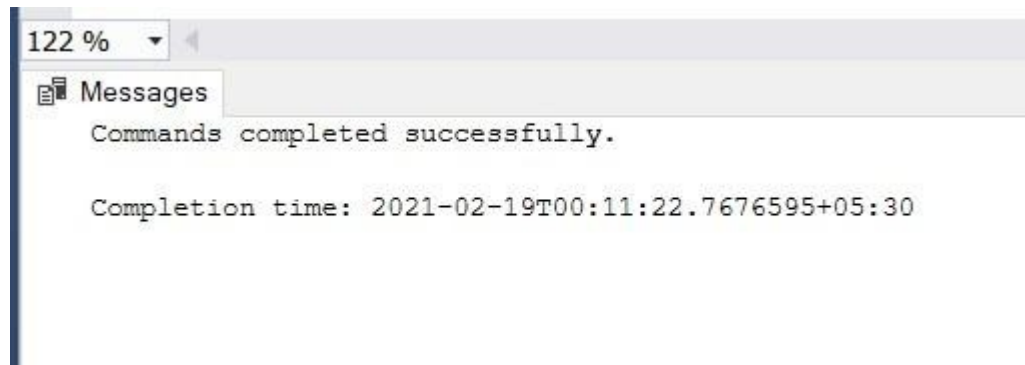 122 %
Messages
Commands completed successfully.
Completion time: 2021-02-19T00:11:22.7676595+05:30